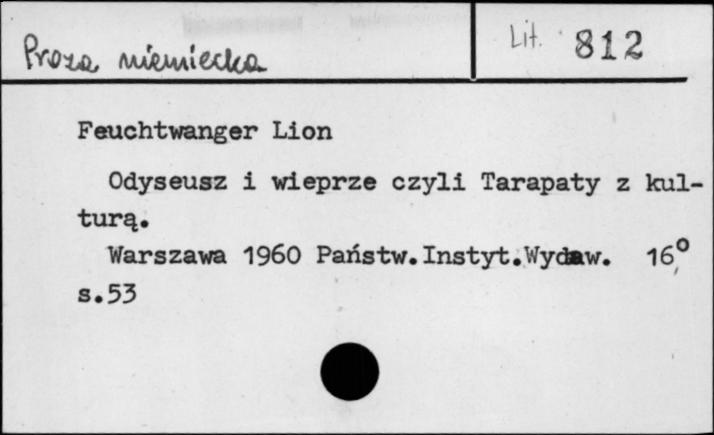 Proza niemiecka
Lit. 812
Feuchtwanger Lion
Odyseusz i wieprze czyli Tarapaty z kul-
turą.
Warszawa 1960 Państw.Instyt.Wydaw. 16°,
s.53